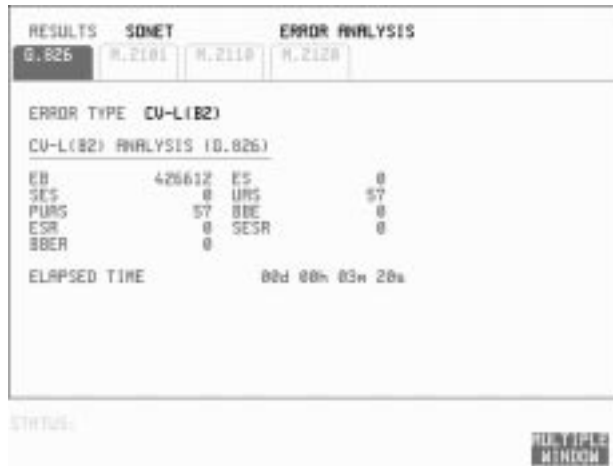 RESULTS SONET ERROR ANALYSIS
G.826 M.2101 M.2110 M.2120
ERROR TYPE CV-L(B2)
CV-L(B2) ANALYSIS (G.826)
EB 426612 ES 0
SES 0 UAS 57
PUAS 57 BBE 0
ESR 0 SESR 0
BBER 0
ELAPSED TIME 00d 00h 03m 20s
STATUS:
MULTIPLE
WINDOW